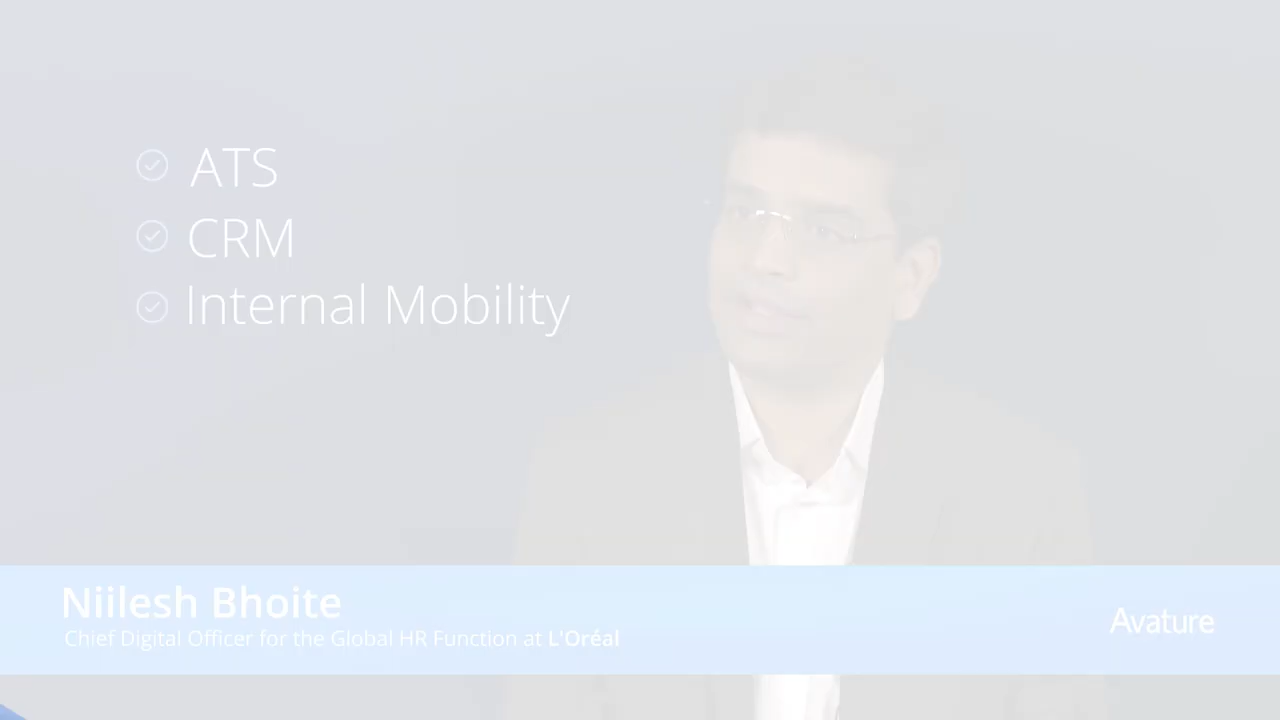 ATS
CRM
Internal Mobility
Niilesh Bhoite
Chief Digital Officer for the Global HR Function at L'Oréal
Avature